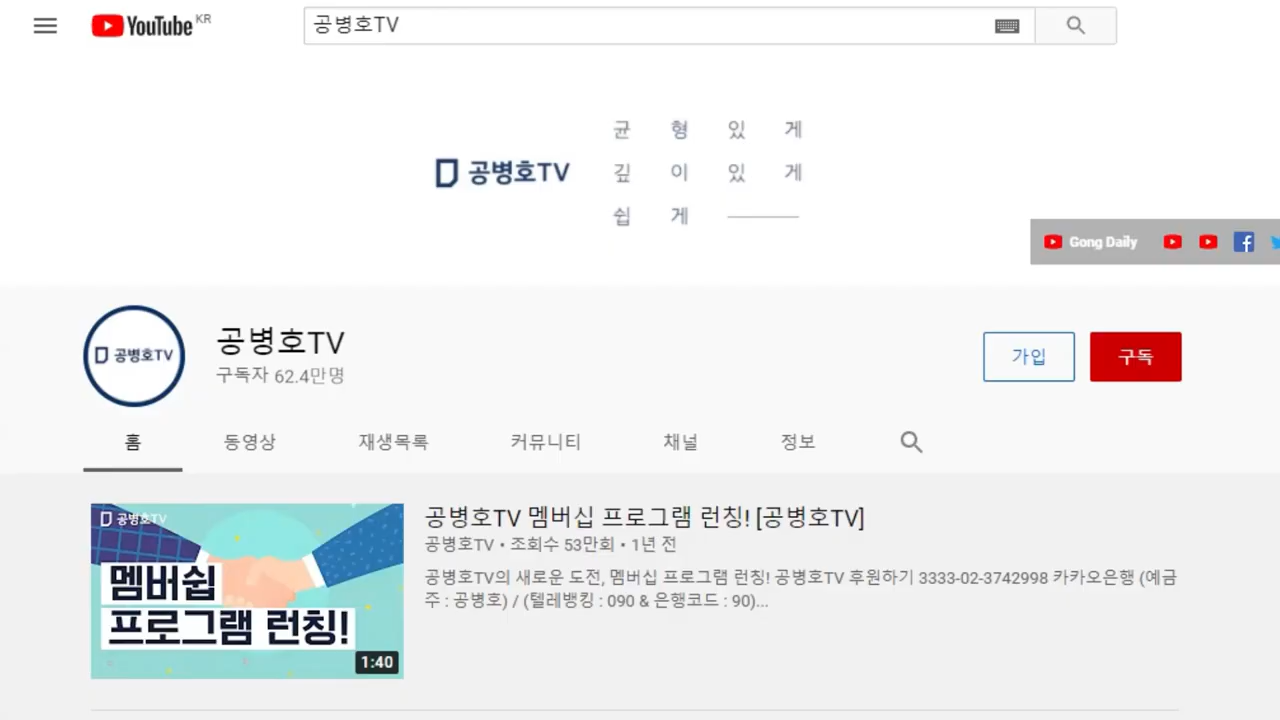 YouTube KR
공병호TV
균 형 있 게
공병호TV
깊 이 있 게
쉽 게
Gong Daily
공병호TV
공병호TV
구독자 62.4만명
가입
구독
홈
동영상
재생목록
커뮤니티
채널
정보
공병호TV
멤버쉽
프로그램 런칭!
1:40
공병호TV 멤버십 프로그램 런칭! [공병호TV]
공병호TV • 조회수 53만회 • 1년 전
공병호TV의 새로운 도전, 멤버십 프로그램 런칭! 공병호TV 후원하기 3333-02-3742998 카카오은행 (예금
주 : 공병호) / (텔레뱅킹 : 090 & 은행코드 : 90)...